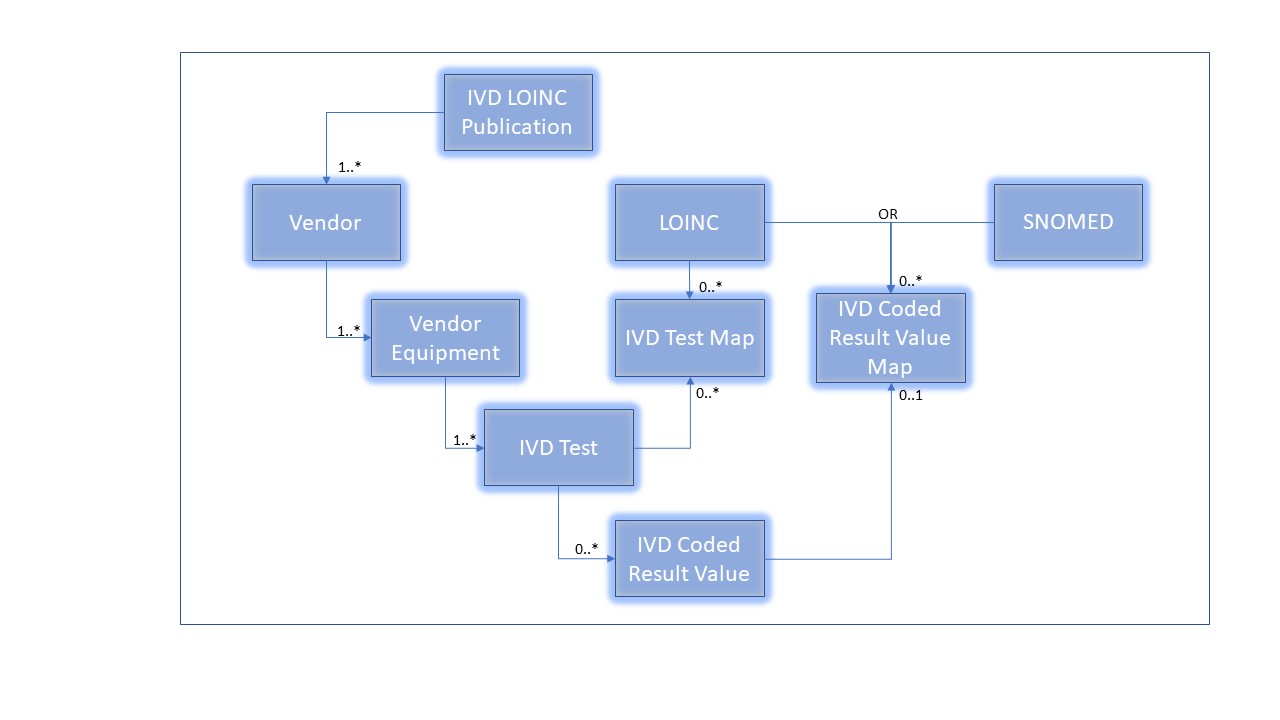 IVD LOINC
Publication
1..*
Vendor
LOINC
OR
SNOMED
0..*
0..*
1..*
Vendor
Equipment
IVD Test Map
IVD Coded
Result Value
Map
0..*
0..1
1..*
IVD Test
0..*
IVD Coded
Result Value